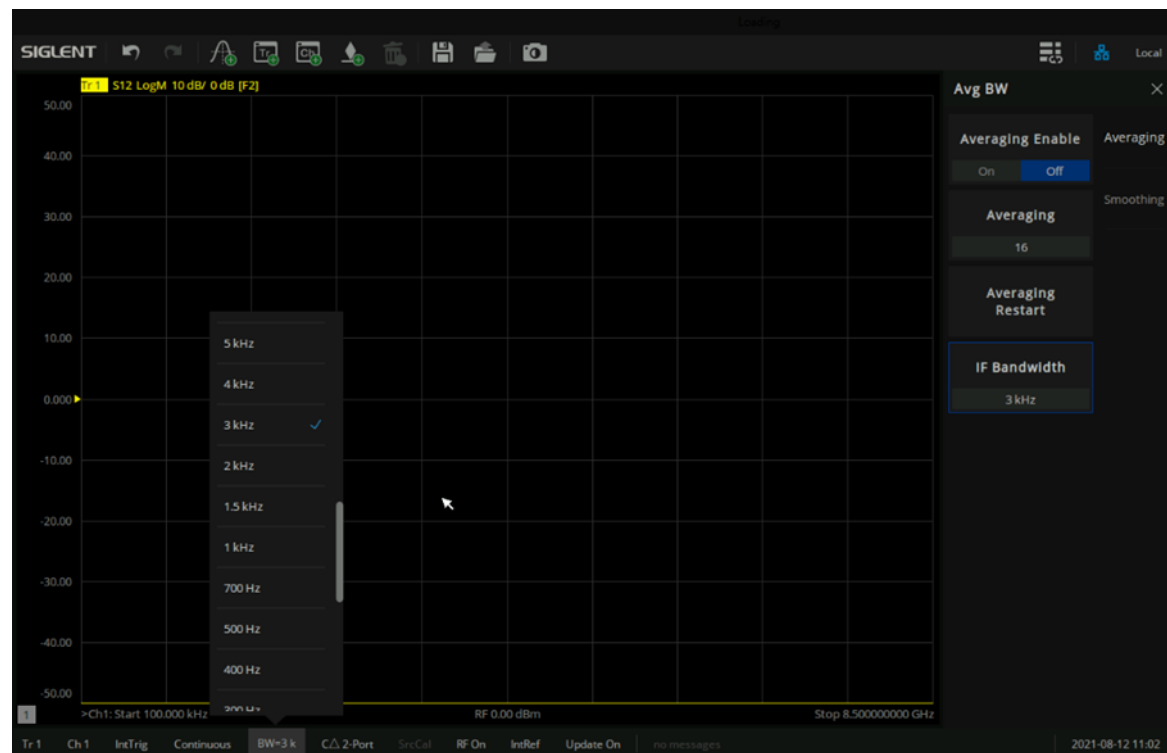 Loading
SIGLENT
Tr Ch
Local
Tr 1 S12 LogM 10 dB/ 0 dB [F2]
50.00
40.00
30.00
20.00
10.00
0.000
-10.00
-20.00
-30.00
-40.00
-50.00
5 kHz
4 kHz
3 kHz
2 kHz
1.5 kHz
1 kHz
700 Hz
500 Hz
400 Hz
300 Hz
1 >Ch1: Start 100.000 kHz RF 0.00 dBm Stop 8.500000000 GHz
Avg BW
Averaging Enable
On Off
Averaging
16
Averaging
Restart
IF Bandwidth
3 kHz
Averaging
Smoothing
Tr 1 Ch 1 IntTrig Continuous BW=3 k C△ 2-Port SrcCal RF On IntRef Update On no messages 2021-08-12 11:02